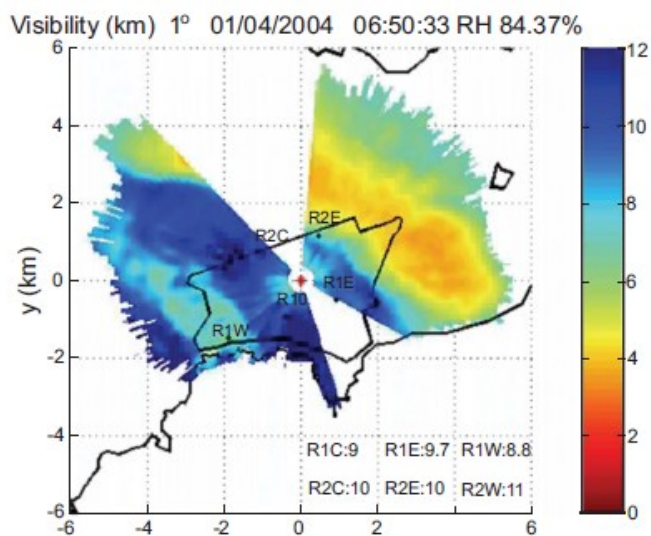 Visibility (km) 1º 01/04/2004 06:50:33 RH 84.37%
6
4
2
0
-2
-4
-6
y (km)
R2E
R2C
R1E
R10
R1W
R1C:9 R1E:9.7 R1W:8.8
R2C:10 R2E:10 R2W:11
-6 -4 -2 0 2 4 6
12
10
8
6
4
2
0